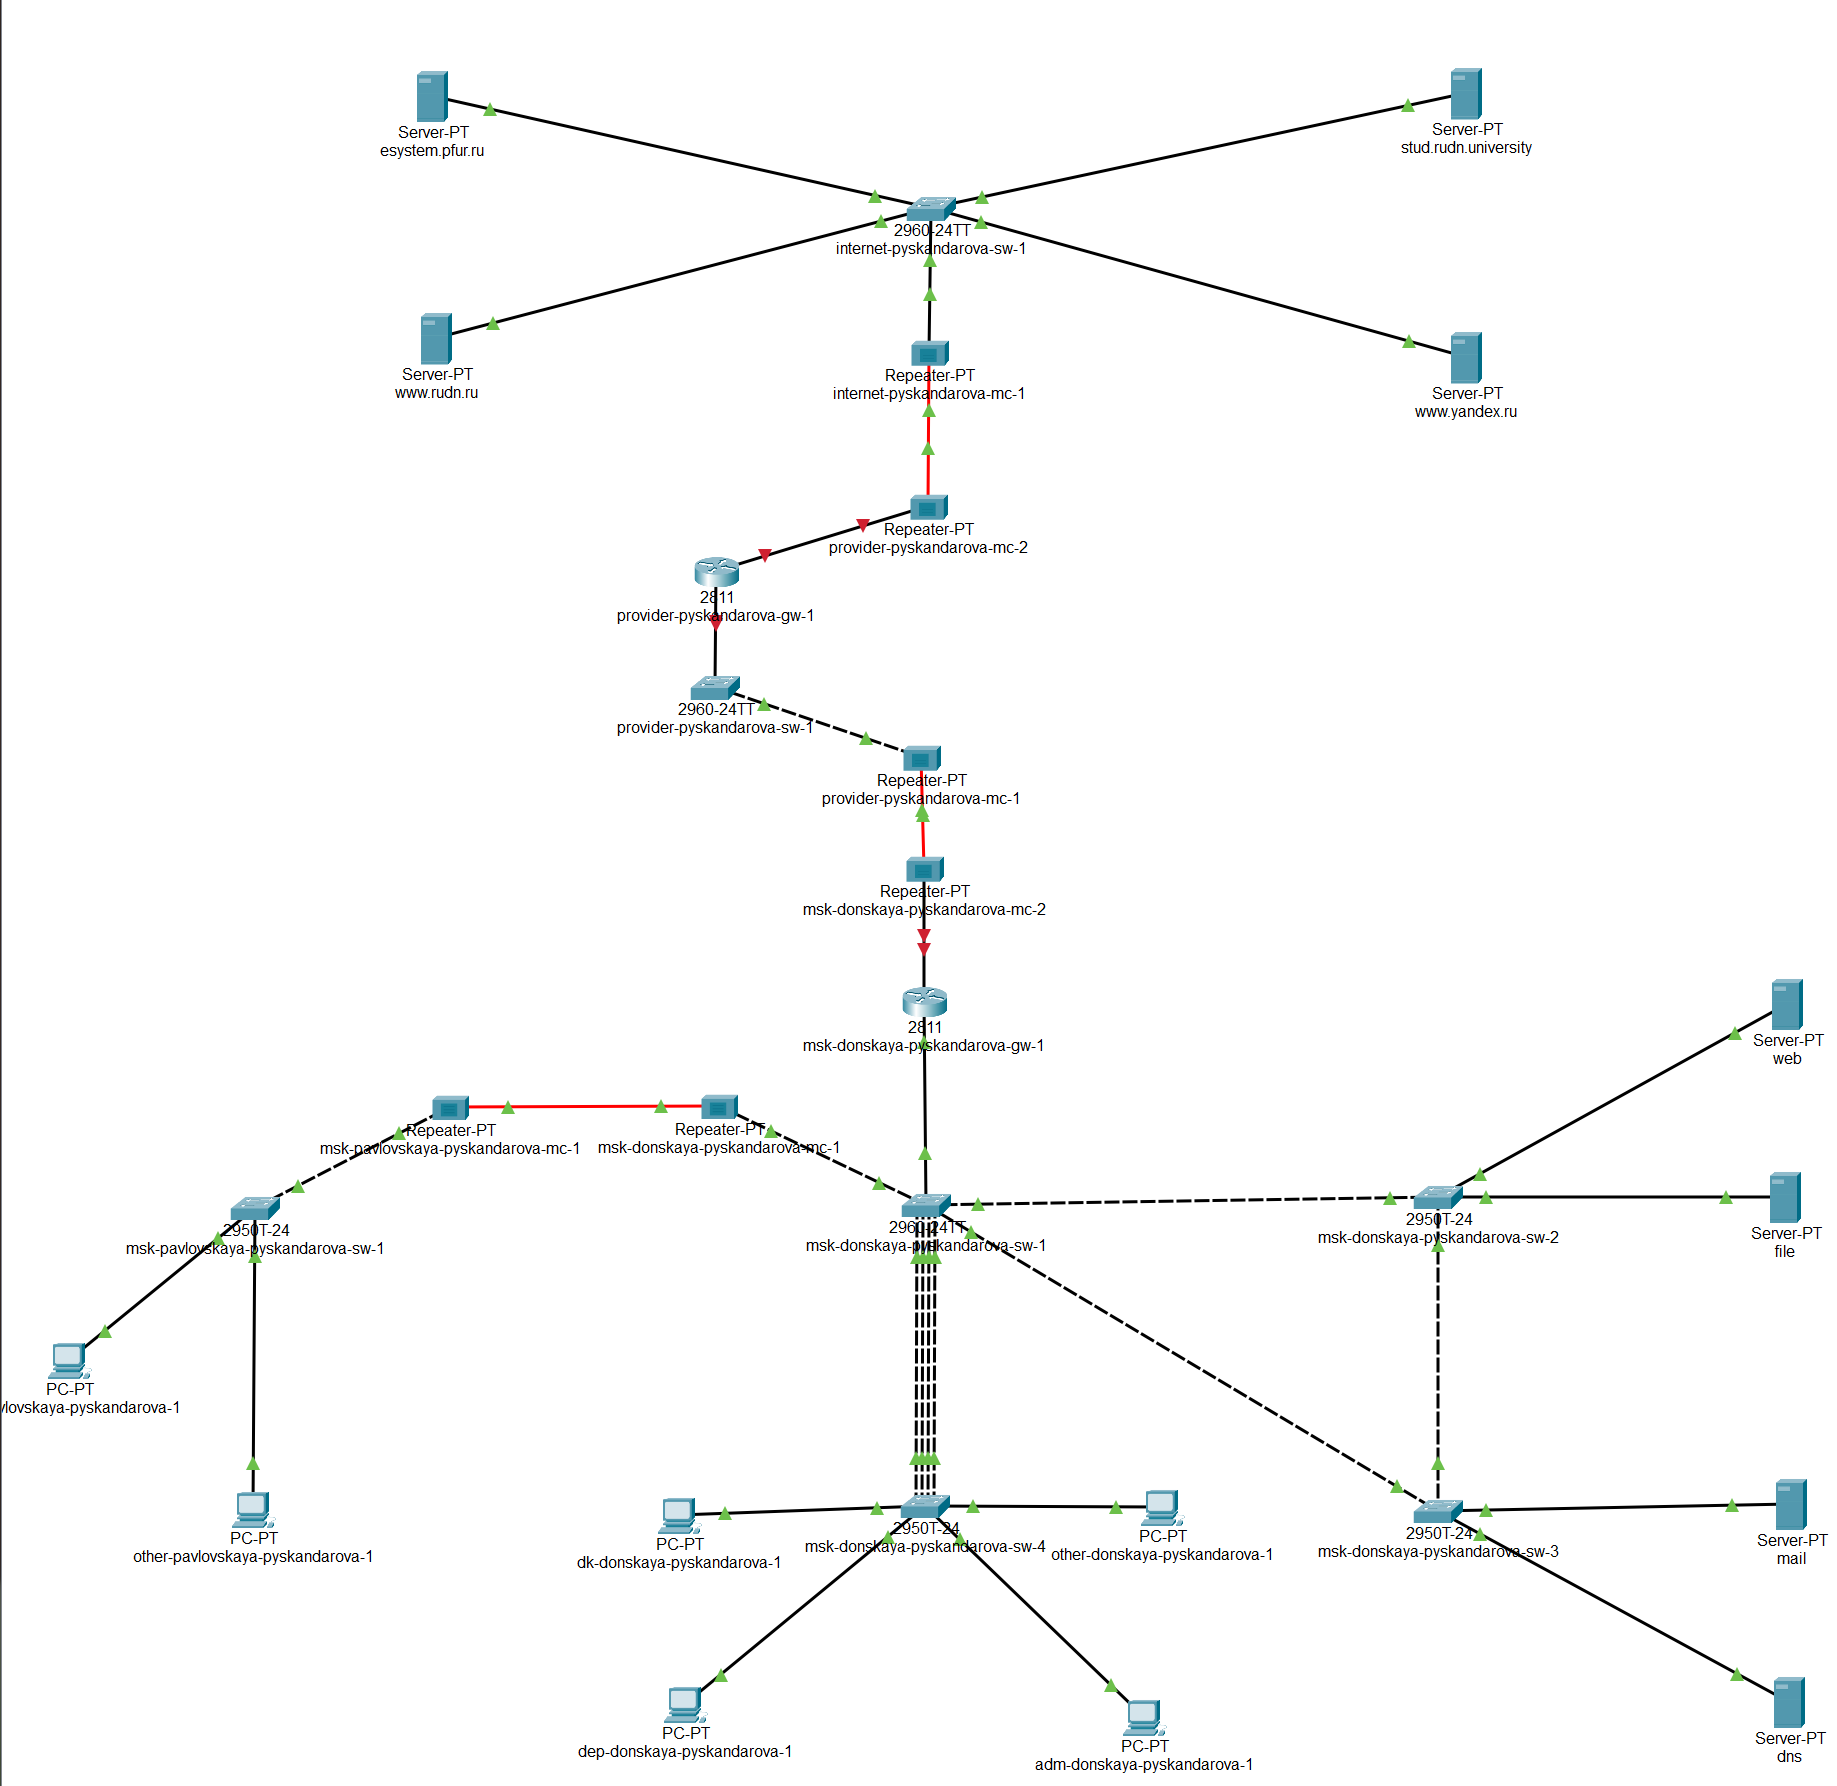 Server-PT
esystem.pfur.ru
Server-PT
stud.rudn.university
2960-24TT
internet-pyskandarova-sw-1
Server-PT
www.rudn.ru
Repeater-PT
internet-pyskandarova-mc-1
Server-PT
www.yandex.ru
Repeater-PT
provider-pyskandarova-mc-2
2811
provider-pyskandarova-gw-1
2960-24TT
provider-pyskandarova-sw-1
Repeater-PT
provider-pyskandarova-mc-1
Repeater-PT
msk-donskaya-pyskandarova-mc-2
2811
msk-donskaya-pyskandarova-gw-1
Server-PT
web
Repeater-PT
msk-pavlovskaya-pyskandarova-mc-1
Repeater-PT
msk-donskaya-pyskandarova-mc-1
2950T-24
msk-pavlovskaya-pyskandarova-sw-1
2960-24TT
msk-donskaya-pyskandarova-sw-1
2950T-24
msk-donskaya-pyskandarova-sw-2
Server-PT
file
PC-PT
vlovskaya-pyskandarova-1
PC-PT
other-pavlovskaya-pyskandarova-1
PC-PT
dk-donskaya-pyskandarova-1
2950T-24
msk-donskaya-pyskandarova-sw-4
PC-PT
other-donskaya-pyskandarova-1
2950T-24
msk-donskaya-pyskandarova-sw-3
Server-PT
mail
PC-PT
dep-donskaya-pyskandarova-1
PC-PT
adm-donskaya-pyskandarova-1
Server-PT
dns